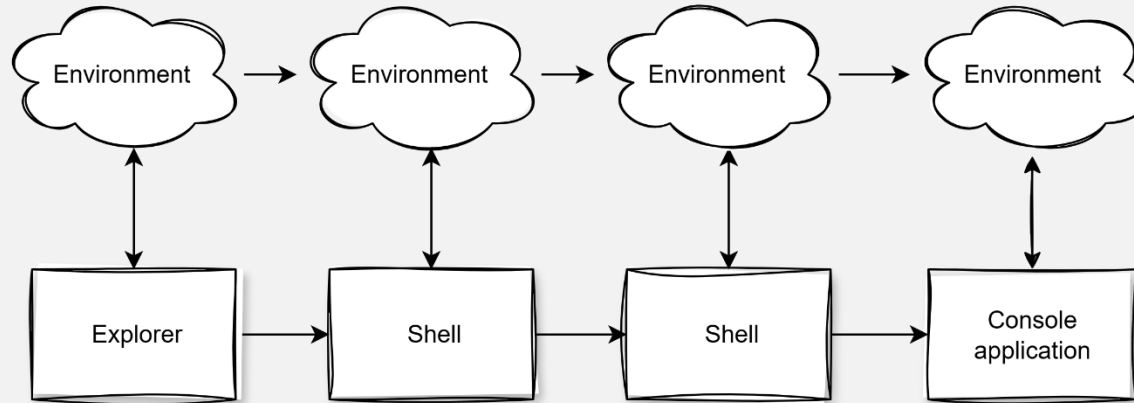 Environment
Environment
Environment
Environment
Explorer
Shell
Shell
Console
application